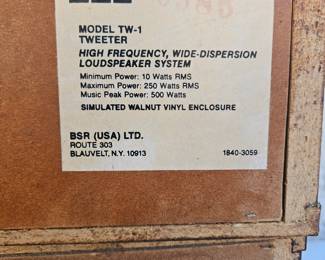 MODEL TW-1
TWEETER
HIGH FREQUENCY, WIDE-DISPERSION
LOUDSPEAKER SYSTEM
Minimum Power: 10 Watts RMS
Maximum Power: 250 Watts RMS
Music Peak Power: 500 Watts
SIMULATED WALNUT VINYL ENCLOSURE
BSR (USA) LTD.
ROUTE 303
BLAUVELT, N.Y. 10913
1840-3059